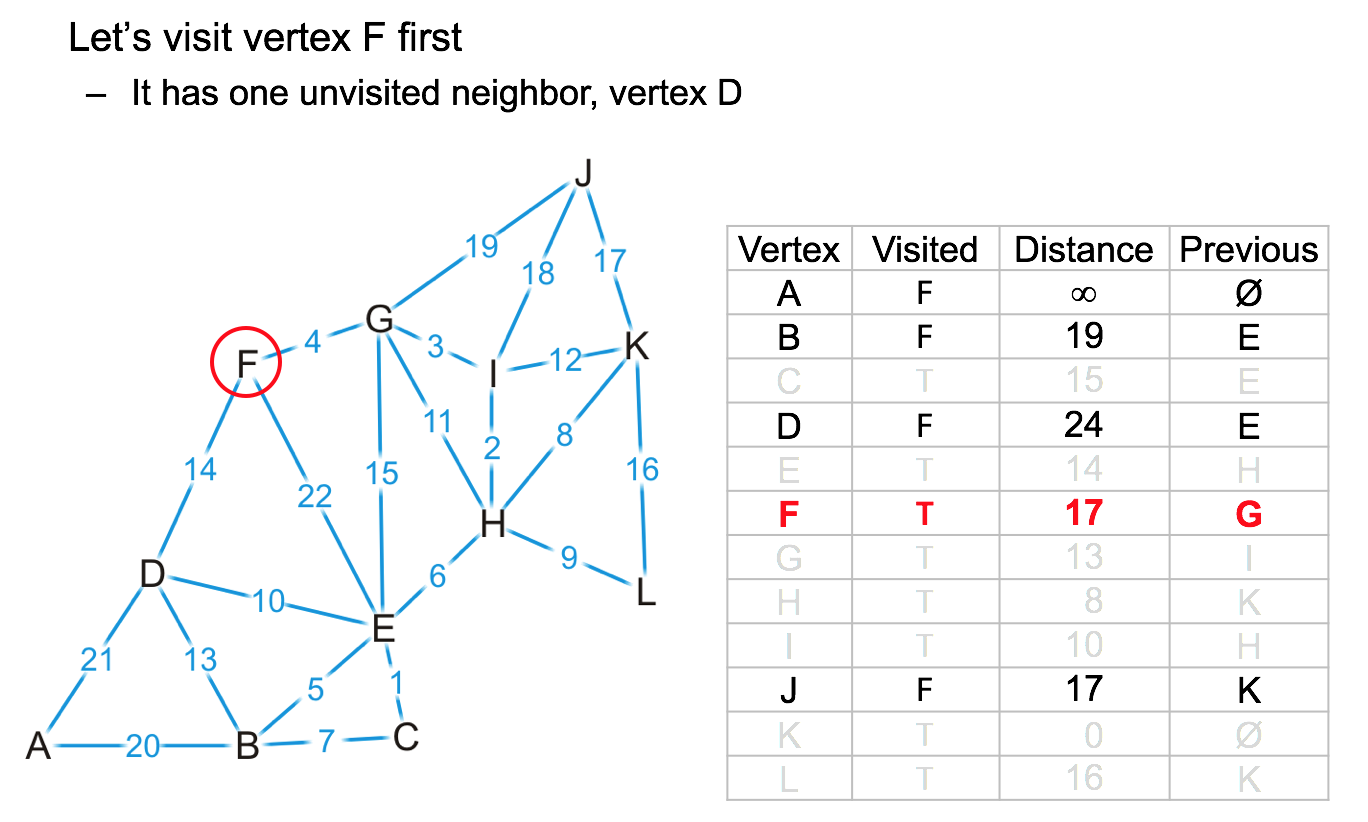 Let's visit vertex F first
– It has one unvisited neighbor, vertex D
J
19
18
17
G
4
3
K
F
I
12
11
8
2
14
15
16
22
H
9
6
D
L
10
E
21
13
5
1
A
20
B
7
C
Vertex Visited Distance Previous
A F ∞ Ø
B F 19 E
C T 15 E
D F 24 E
E T 14 H
F T 17 G
G T 13 I
H T 8 K
I T 10 H
J F 17 K
K T 0 Ø
L T 16 K